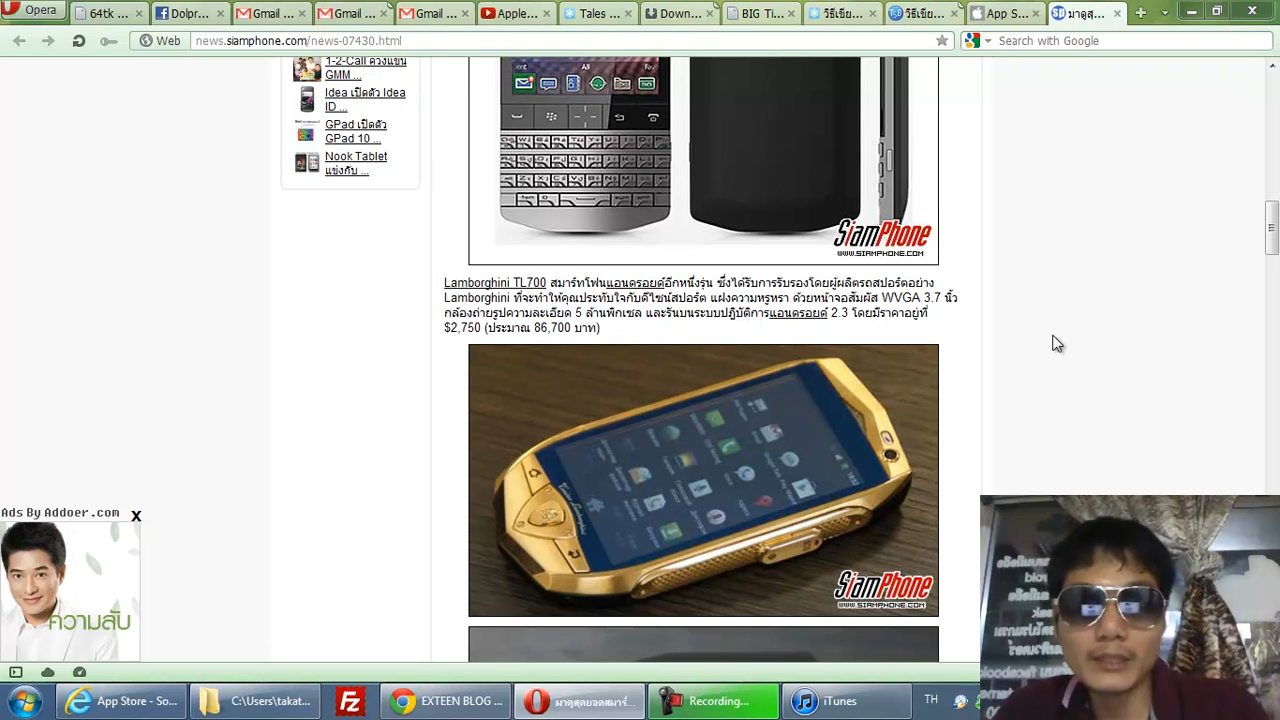 Opera
64tk ...
Dolpr...
Gmail ...
Gmail ...
Gmail ...
Apple...
Tales ...
Down...
BIG Ti...
วิธีเขีย...
วิธีเขีย...
App S...
มาดูสุ...
Web
news.siamphone.com/news-07430.html
Search with Google
1-2-Call ควงแขน
GMM ...
Idea เปิดตัว Idea
ID ...
GPad เปิดตัว
GPad 10 ...
Nook Tablet
แข่งกับ ...
All
SiamPhone
WWW.SIAMPHONE.COM
Lamborghini TL700 สมาร์ทโฟนแอนดรอยด์อีกหนึ่งรุ่น ซึ่งได้รับการรับรองโดยผู้ผลิตรถสปอร์ตอย่าง
Lamborghini ที่จะทำให้คุณประทับใจกับดีไซน์สปอร์ต แฝงความหรูหรา ด้วยหน้าจอสัมผัส WVGA 3.7 นิ้ว
กล้องถ่ายรูปความละเอียด 5 ล้านพิกเซล และรันบนระบบปฎิบัติการแอนดรอยด์ 2.3 โดยมีราคาอยู่ที่
$2,750 (ประมาณ 86,700 บาท)
SiamPhone
WWW.SIAMPHONE.COM
Ads By Addoer.com
X
ความลับ
App Store - So...
C:\Users\takat...
EXTEEN BLOG ...
มาดูสุดยอดสมาร์...
Recording...
iTunes
TH